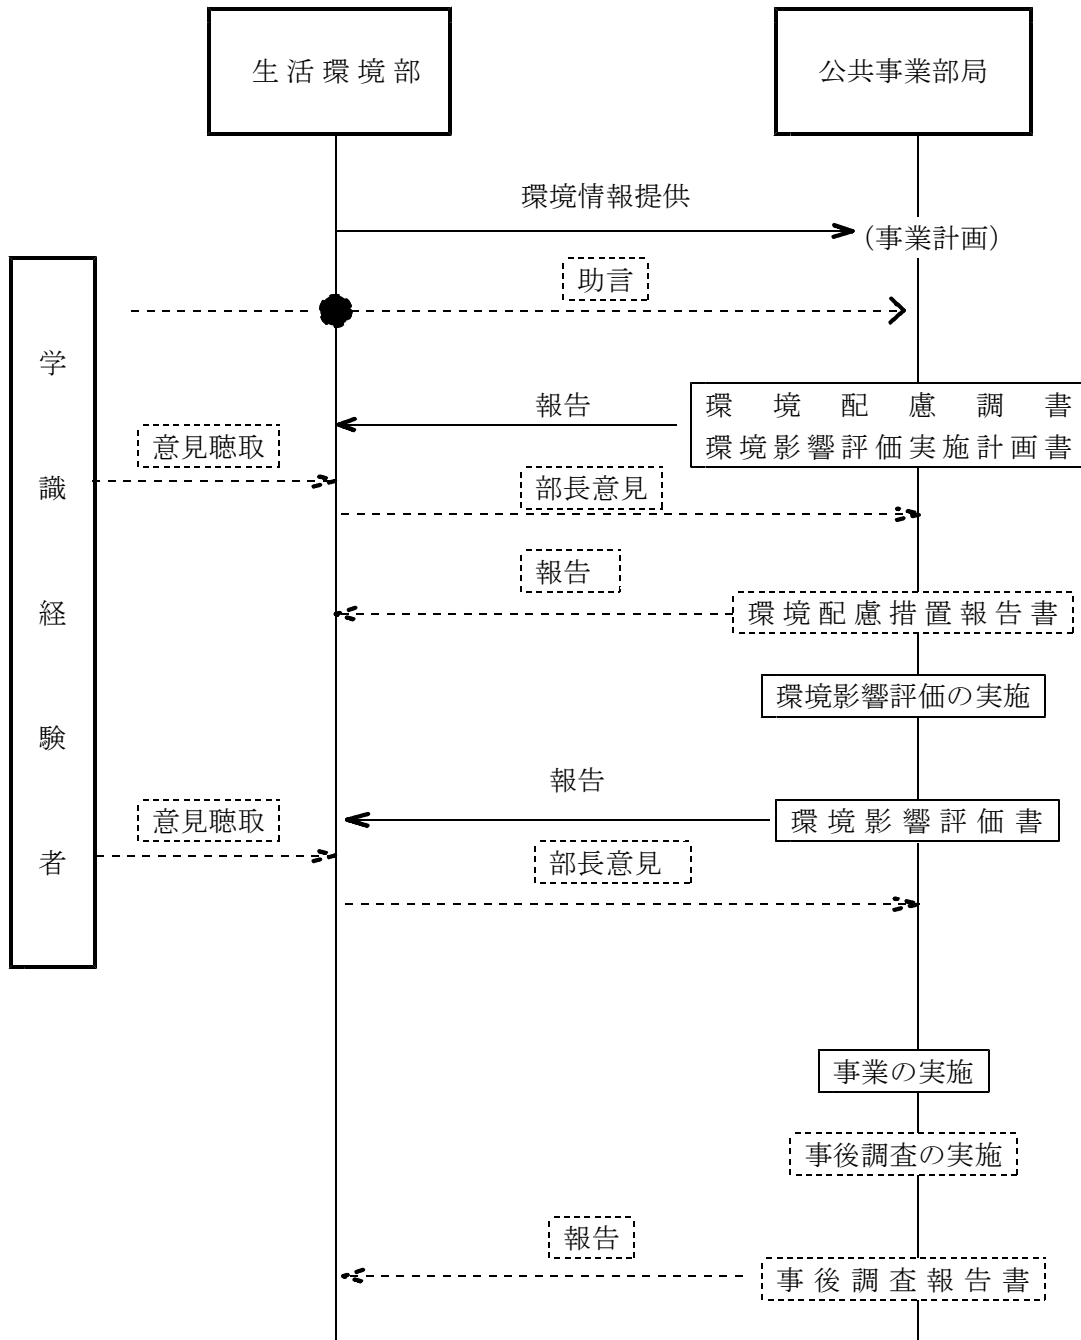 生活環境部
公共事業部局
環境情報提供
(事業計画)
助言
学識経験者
報告
環境配慮調書
環境影響評価実施計画書
意見聴取
部長意見
報告
環境配慮措置報告書
環境影響評価の実施
報告
意見聴取
環境影響評価書
部長意見
事業の実施
事後調査の実施
報告
事後調査報告書